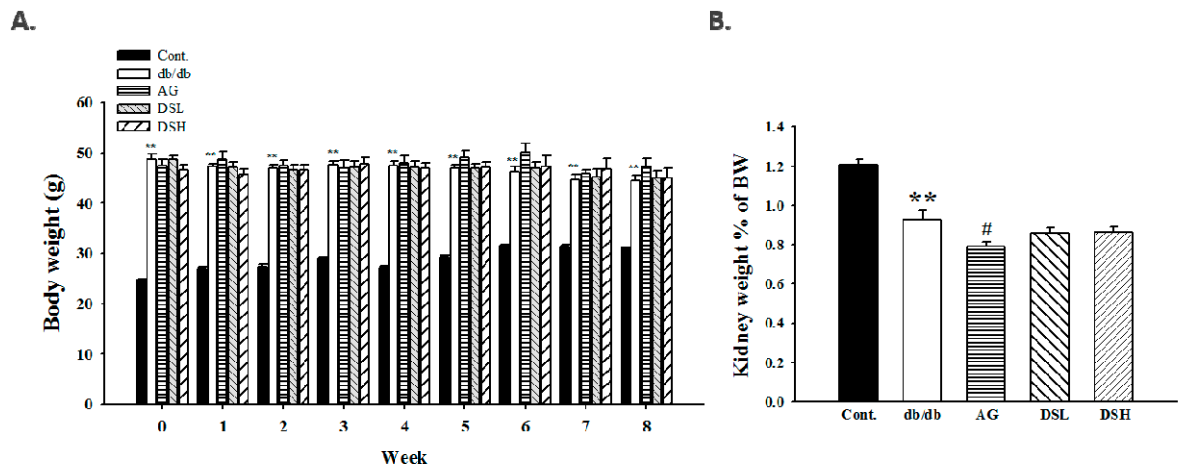 A.
Cont.
db/db
AG
DSL
DSH
Body weight (g)
60
50
40
30
20
10
0
** ** ** ** ** ** ** ** **
0 1 2 3 4 5 6 7 8
Week
B.
Kidney weight % of BW
1.4
1.2
1.0
0.8
0.6
0.4
0.2
0.0
**
#
Cont. db/db AG DSL DSH